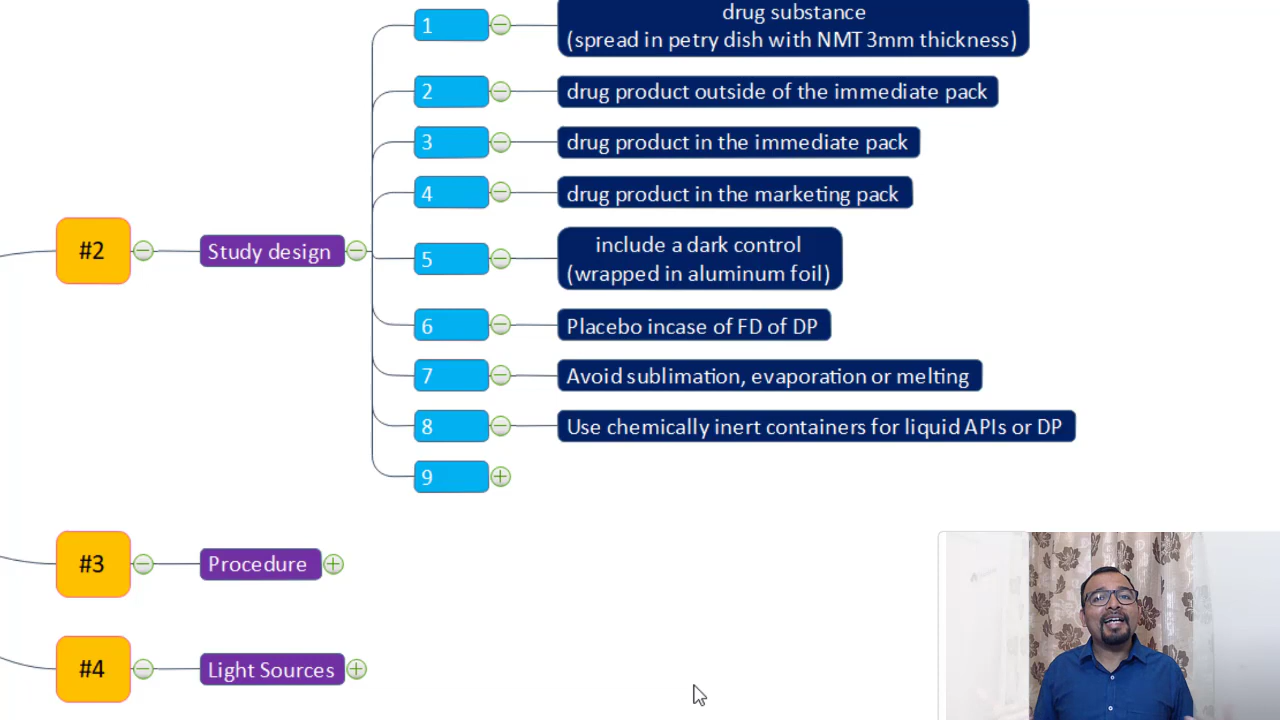 1
drug substance
(spread in petry dish with NMT 3mm thickness)
2
drug product outside of the immediate pack
3
drug product in the immediate pack
4
drug product in the marketing pack
#2
Study design
5
include a dark control
(wrapped in aluminum foil)
6
Placebo incase of FD of DP
7
Avoid sublimation, evaporation or melting
8
Use chemically inert containers for liquid APIs or DP
9
#3
Procedure
#4
Light Sources